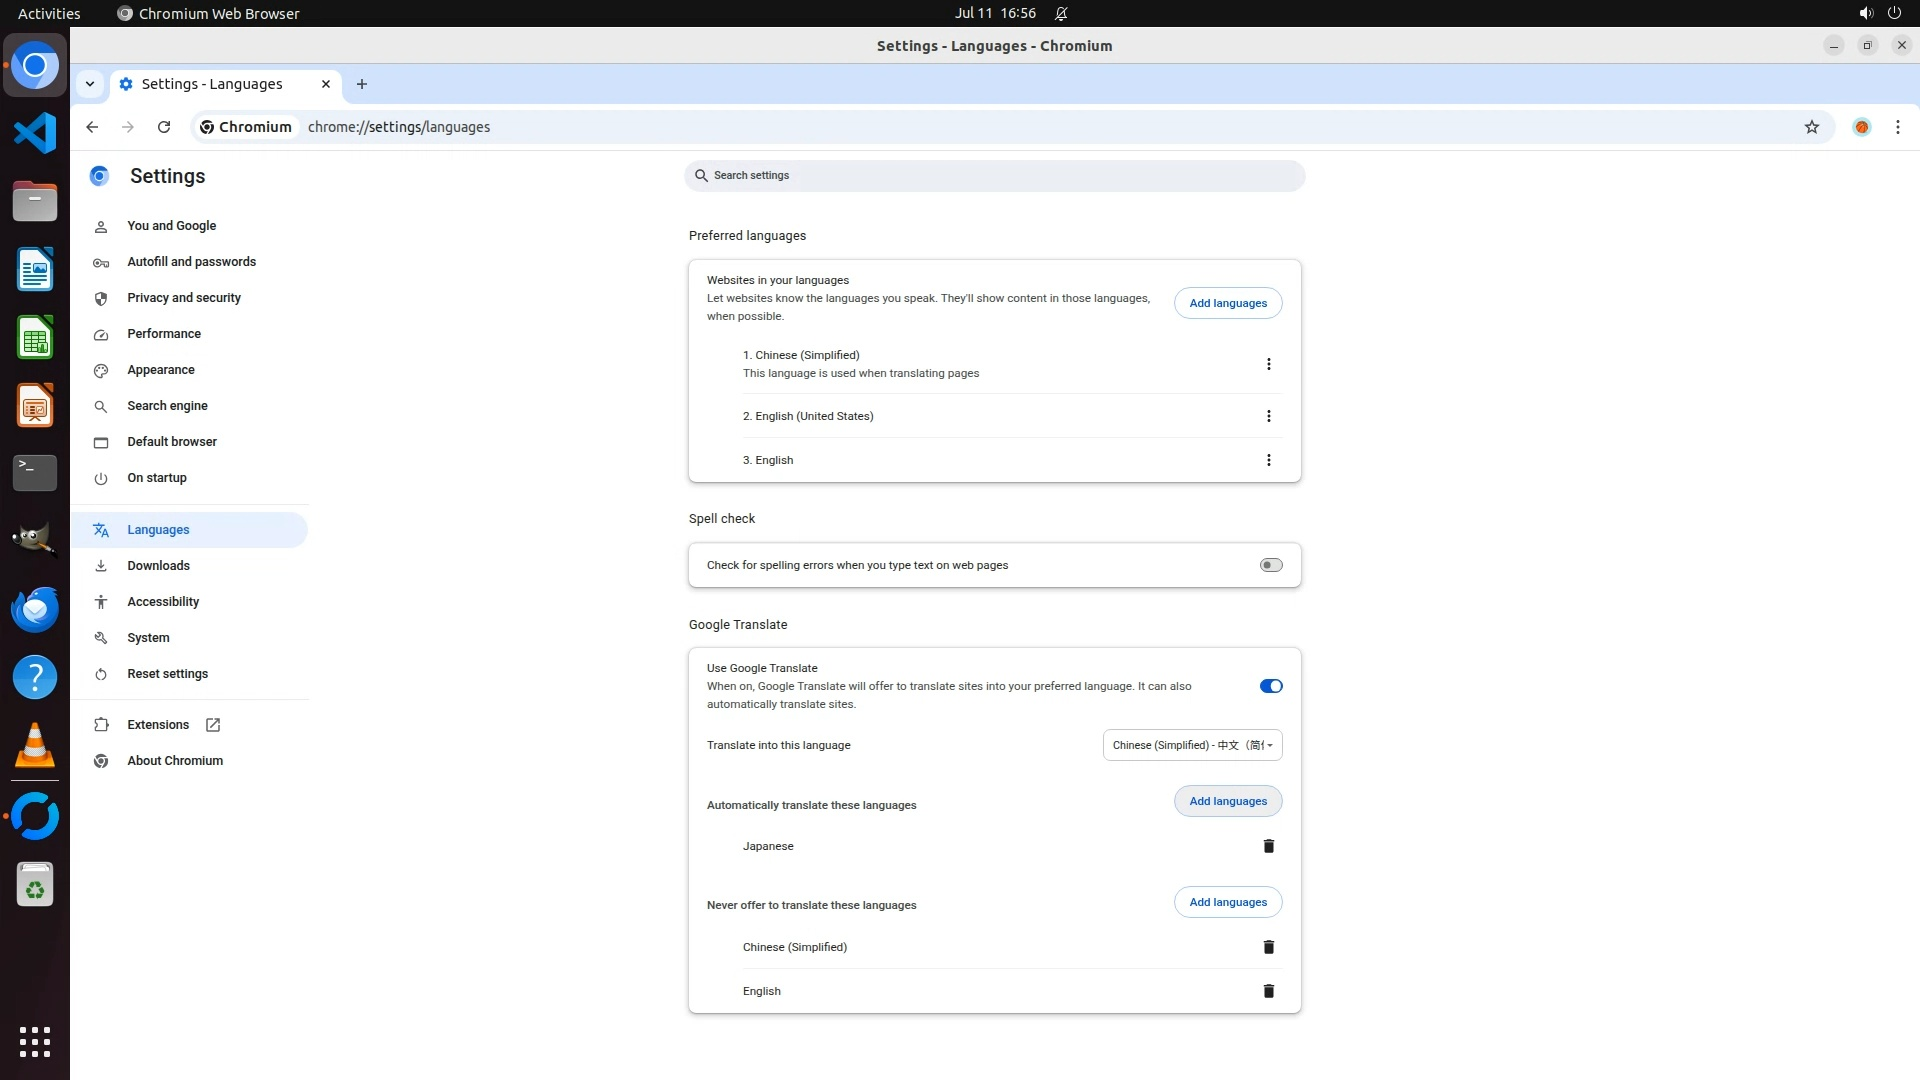 Activities
Chromium Web Browser
Jul 11 16:56
Settings - Languages - Chromium
Settings - Languages
Chromium
chrome://settings/languages
Settings
Search settings
You and Google
Autofill and passwords
Privacy and security
Performance
Appearance
Search engine
Default browser
On startup
Languages
Downloads
Accessibility
System
Reset settings
Extensions
About Chromium
Preferred languages
Websites in your languages
Let websites know the languages you speak. They'll show content in those languages,
when possible.
Add languages
1. Chinese (Simplified)
This language is used when translating pages
2. English (United States)
3. English
Spell check
Check for spelling errors when you type text on web pages
Google Translate
Use Google Translate
When on, Google Translate will offer to translate sites into your preferred language. It can also
automatically translate sites.
Translate into this language
Chinese (Simplified) - 中文（简
Automatically translate these languages
Add languages
Japanese
Never offer to translate these languages
Add languages
Chinese (Simplified)
English